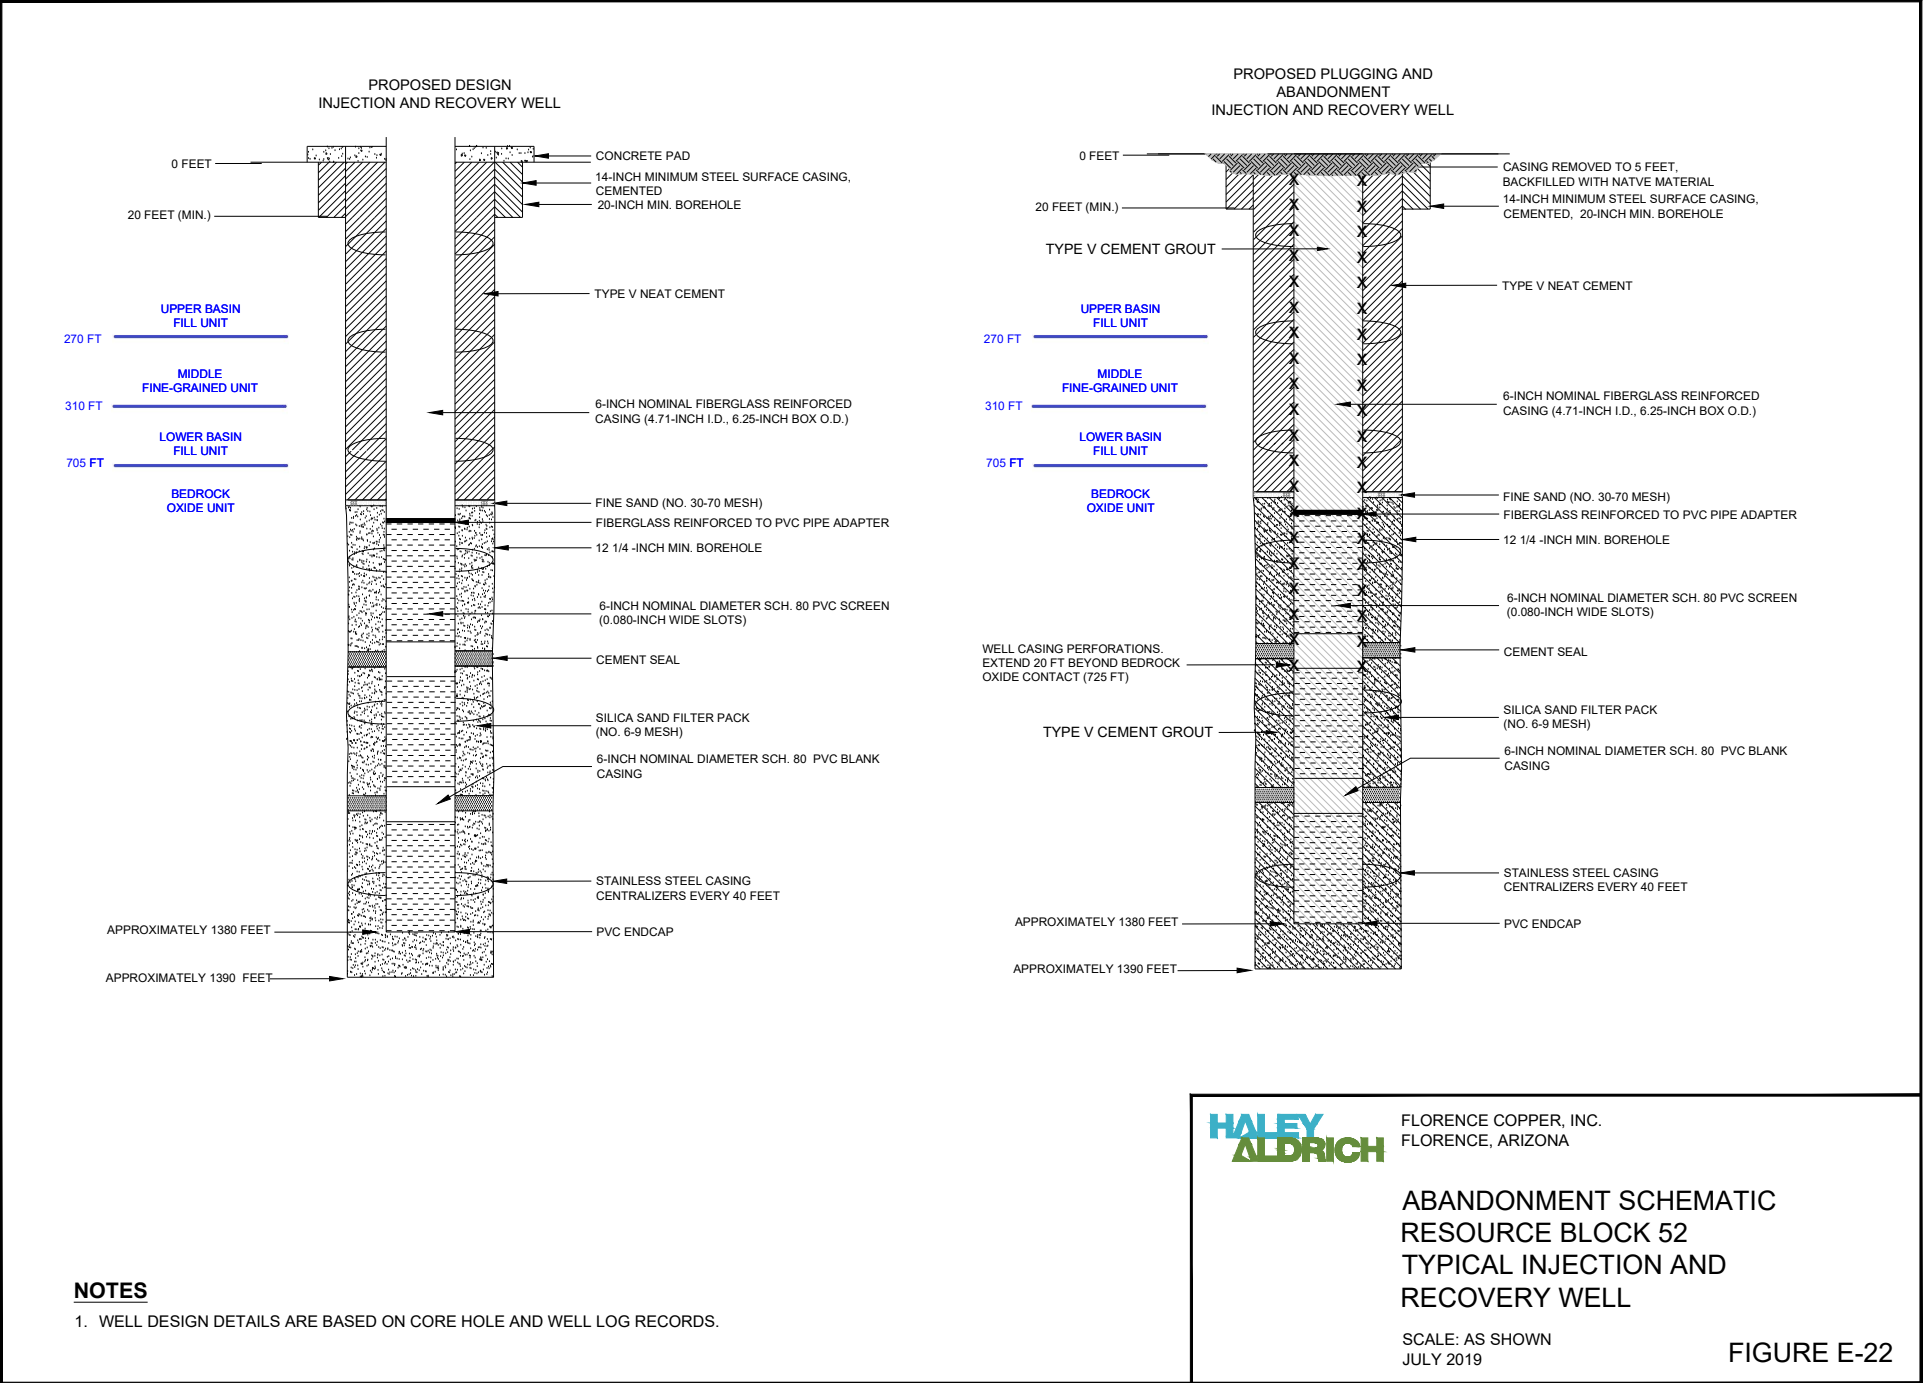 PROPOSED DESIGN
INJECTION AND RECOVERY WELL
0 FEET
20 FEET (MIN.)
CONCRETE PAD
14-INCH MINIMUM STEEL SURFACE CASING,
CEMENTED
20-INCH MIN. BOREHOLE
TYPE V NEAT CEMENT
UPPER BASIN
FILL UNIT
270 FT
MIDDLE
FINE-GRAINED UNIT
310 FT
LOWER BASIN
FILL UNIT
705 FT
BEDROCK
OXIDE UNIT
6-INCH NOMINAL FIBERGLASS REINFORCED
CASING (4.71-INCH I.D., 6.25-INCH BOX O.D.)
FINE SAND (NO. 30-70 MESH)
FIBERGLASS REINFORCED TO PVC PIPE ADAPTER
12 1/4 -INCH MIN. BOREHOLE
6-INCH NOMINAL DIAMETER SCH. 80 PVC SCREEN
(0.080-INCH WIDE SLOTS)
CEMENT SEAL
SILICA SAND FILTER PACK
(NO. 6-9 MESH)
6-INCH NOMINAL DIAMETER SCH. 80 PVC BLANK
CASING
STAINLESS STEEL CASING
CENTRALIZERS EVERY 40 FEET
PVC ENDCAP
APPROXIMATELY 1380 FEET
APPROXIMATELY 1390 FEET
PROPOSED PLUGGING AND
ABANDONMENT
INJECTION AND RECOVERY WELL
0 FEET
20 FEET (MIN.)
CASING REMOVED TO 5 FEET,
BACKFILLED WITH NATVE MATERIAL
14-INCH MINIMUM STEEL SURFACE CASING,
CEMENTED, 20-INCH MIN. BOREHOLE
TYPE V CEMENT GROUT
TYPE V NEAT CEMENT
UPPER BASIN
FILL UNIT
270 FT
MIDDLE
FINE-GRAINED UNIT
310 FT
LOWER BASIN
FILL UNIT
705 FT
BEDROCK
OXIDE UNIT
6-INCH NOMINAL FIBERGLASS REINFORCED
CASING (4.71-INCH I.D., 6.25-INCH BOX O.D.)
FINE SAND (NO. 30-70 MESH)
FIBERGLASS REINFORCED TO PVC PIPE ADAPTER
12 1/4 -INCH MIN. BOREHOLE
6-INCH NOMINAL DIAMETER SCH. 80 PVC SCREEN
(0.080-INCH WIDE SLOTS)
WELL CASING PERFORATIONS.
EXTEND 20 FT BEYOND BEDROCK
OXIDE CONTACT (725 FT)
CEMENT SEAL
TYPE V CEMENT GROUT
SILICA SAND FILTER PACK
(NO. 6-9 MESH)
6-INCH NOMINAL DIAMETER SCH. 80 PVC BLANK
CASING
STAINLESS STEEL CASING
CENTRALIZERS EVERY 40 FEET
PVC ENDCAP
APPROXIMATELY 1380 FEET
APPROXIMATELY 1390 FEET
NOTES
1. WELL DESIGN DETAILS ARE BASED ON CORE HOLE AND WELL LOG RECORDS.
HALEY
ALDRICH
FLORENCE COPPER, INC.
FLORENCE, ARIZONA
ABANDONMENT SCHEMATIC
RESOURCE BLOCK 52
TYPICAL INJECTION AND
RECOVERY WELL
SCALE: AS SHOWN
JULY 2019
FIGURE E-22